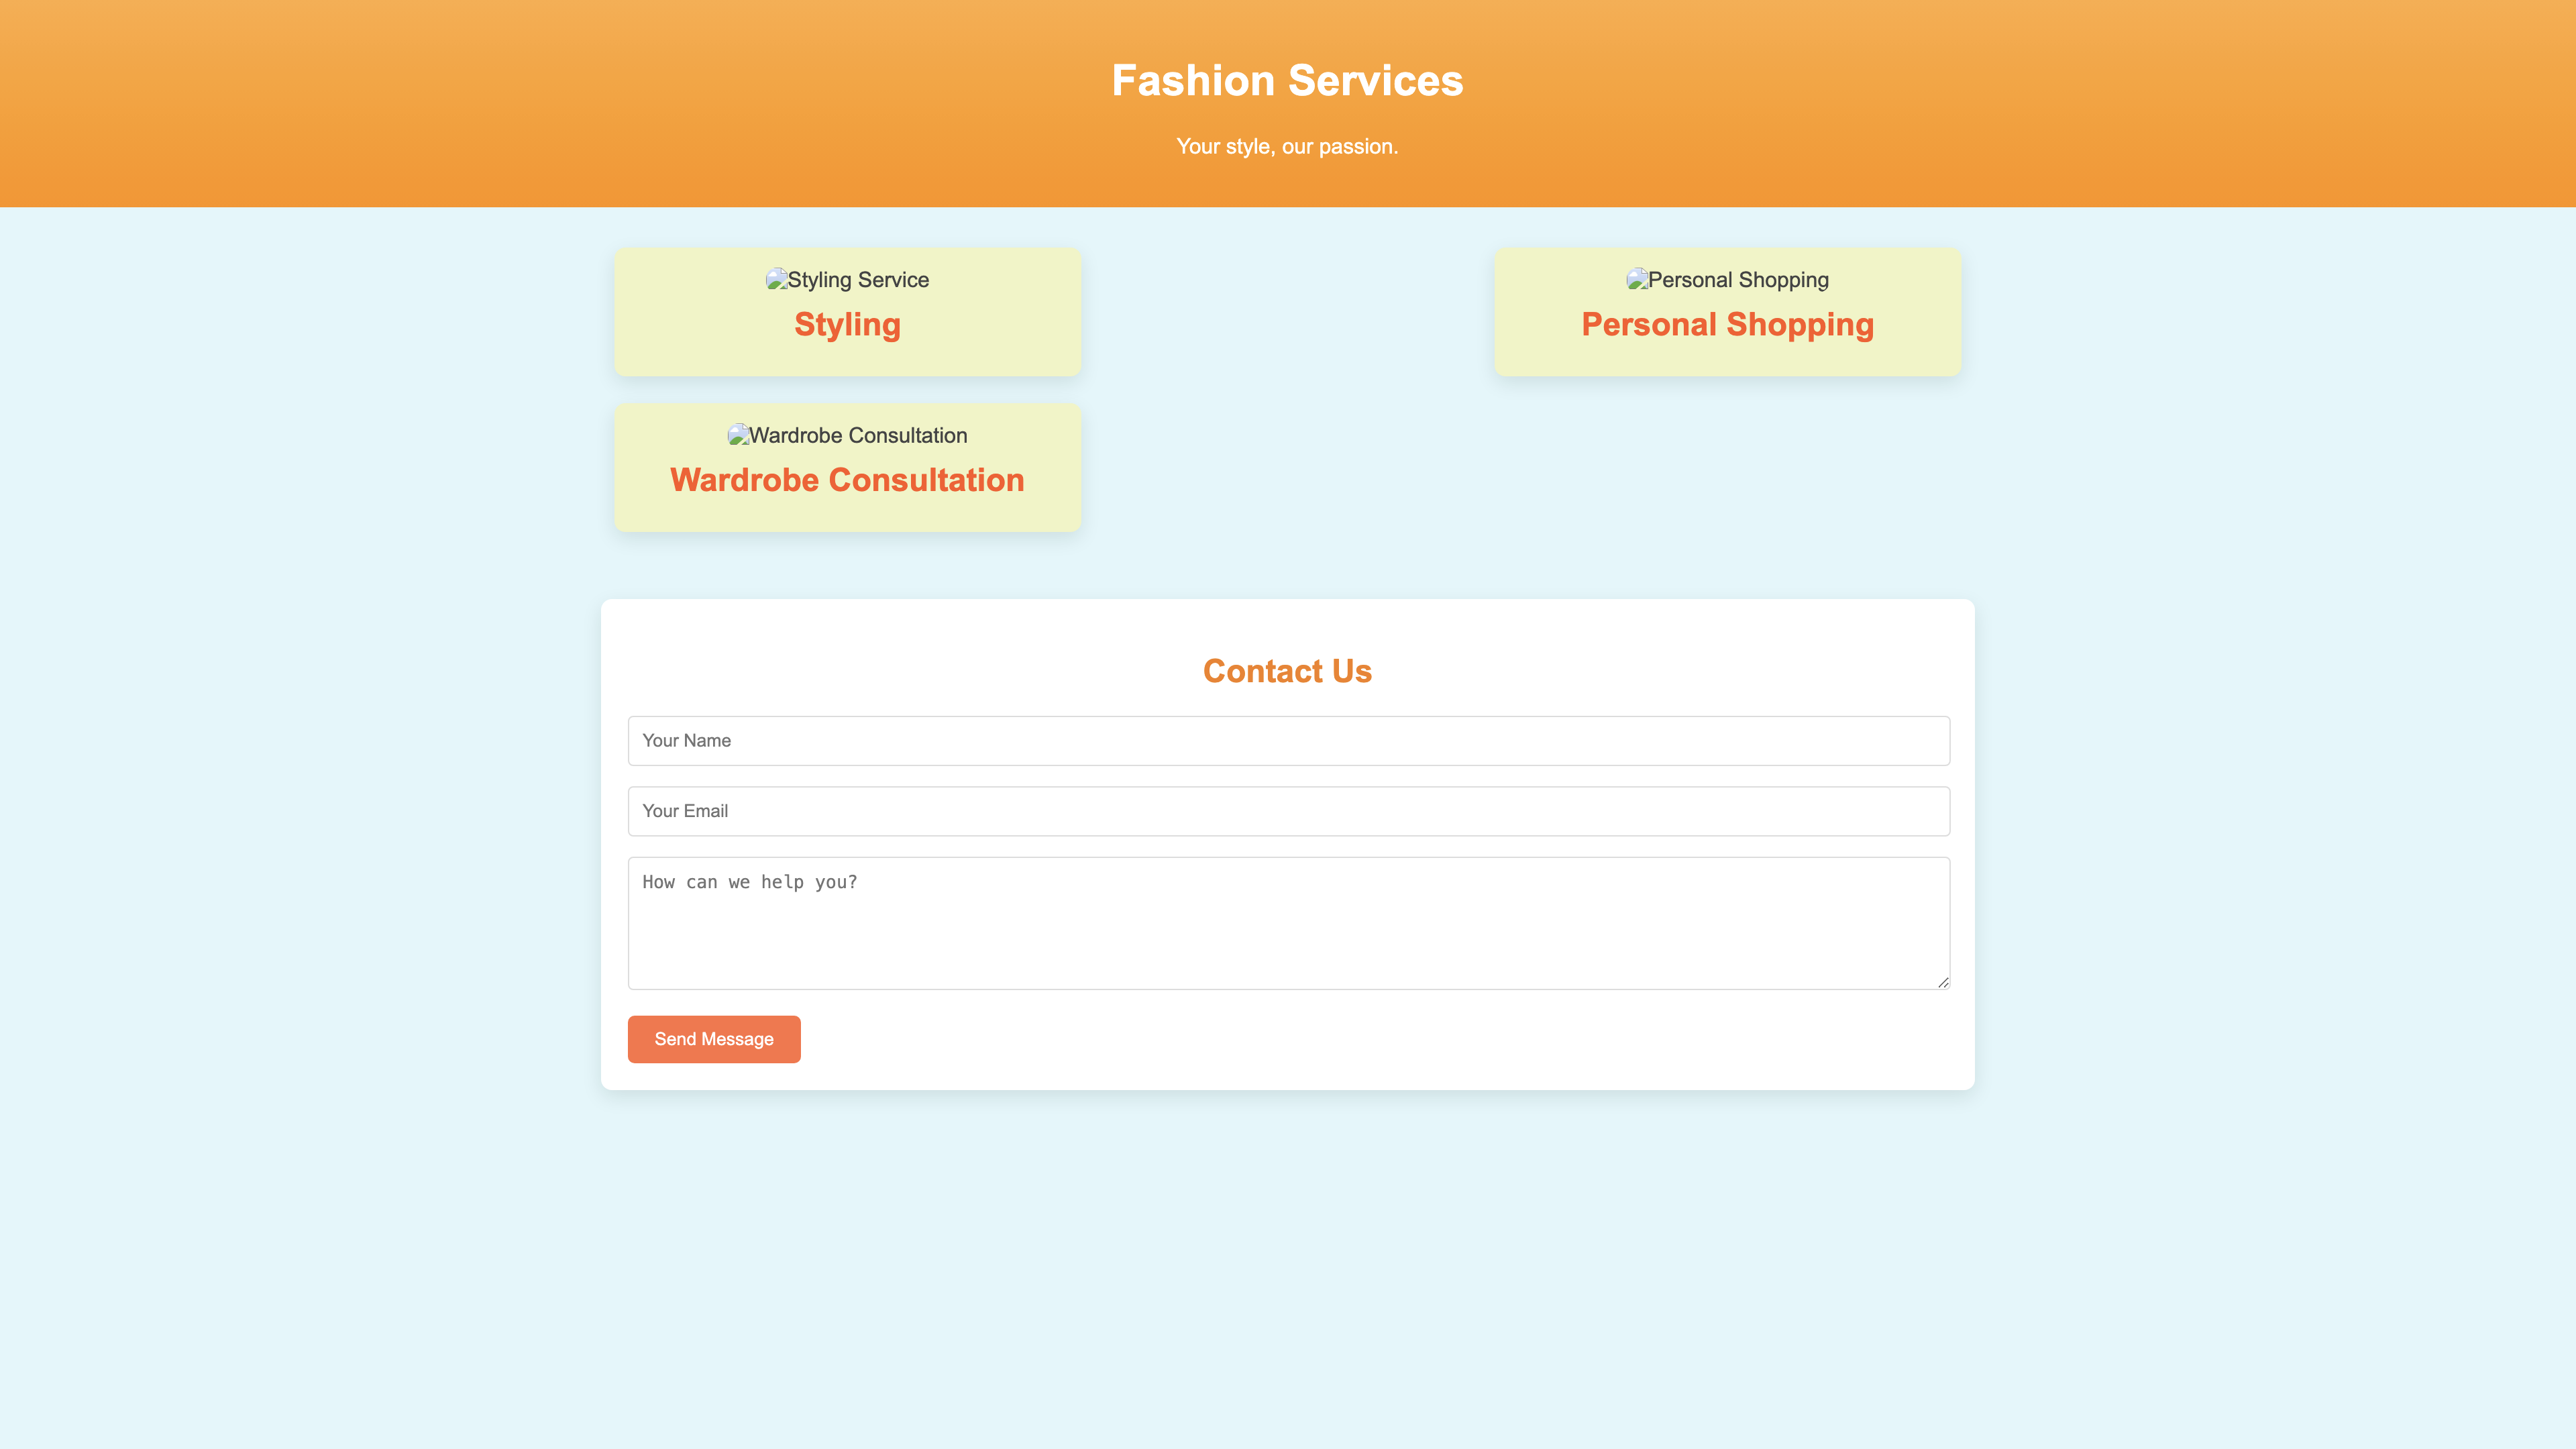 Fashion Services
Your style, our passion.
Styling Service
Styling
Personal Shopping
Personal Shopping
Wardrobe Consultation
Wardrobe Consultation
Contact Us
Your Name
Your Email
How can we help you?
Send Message